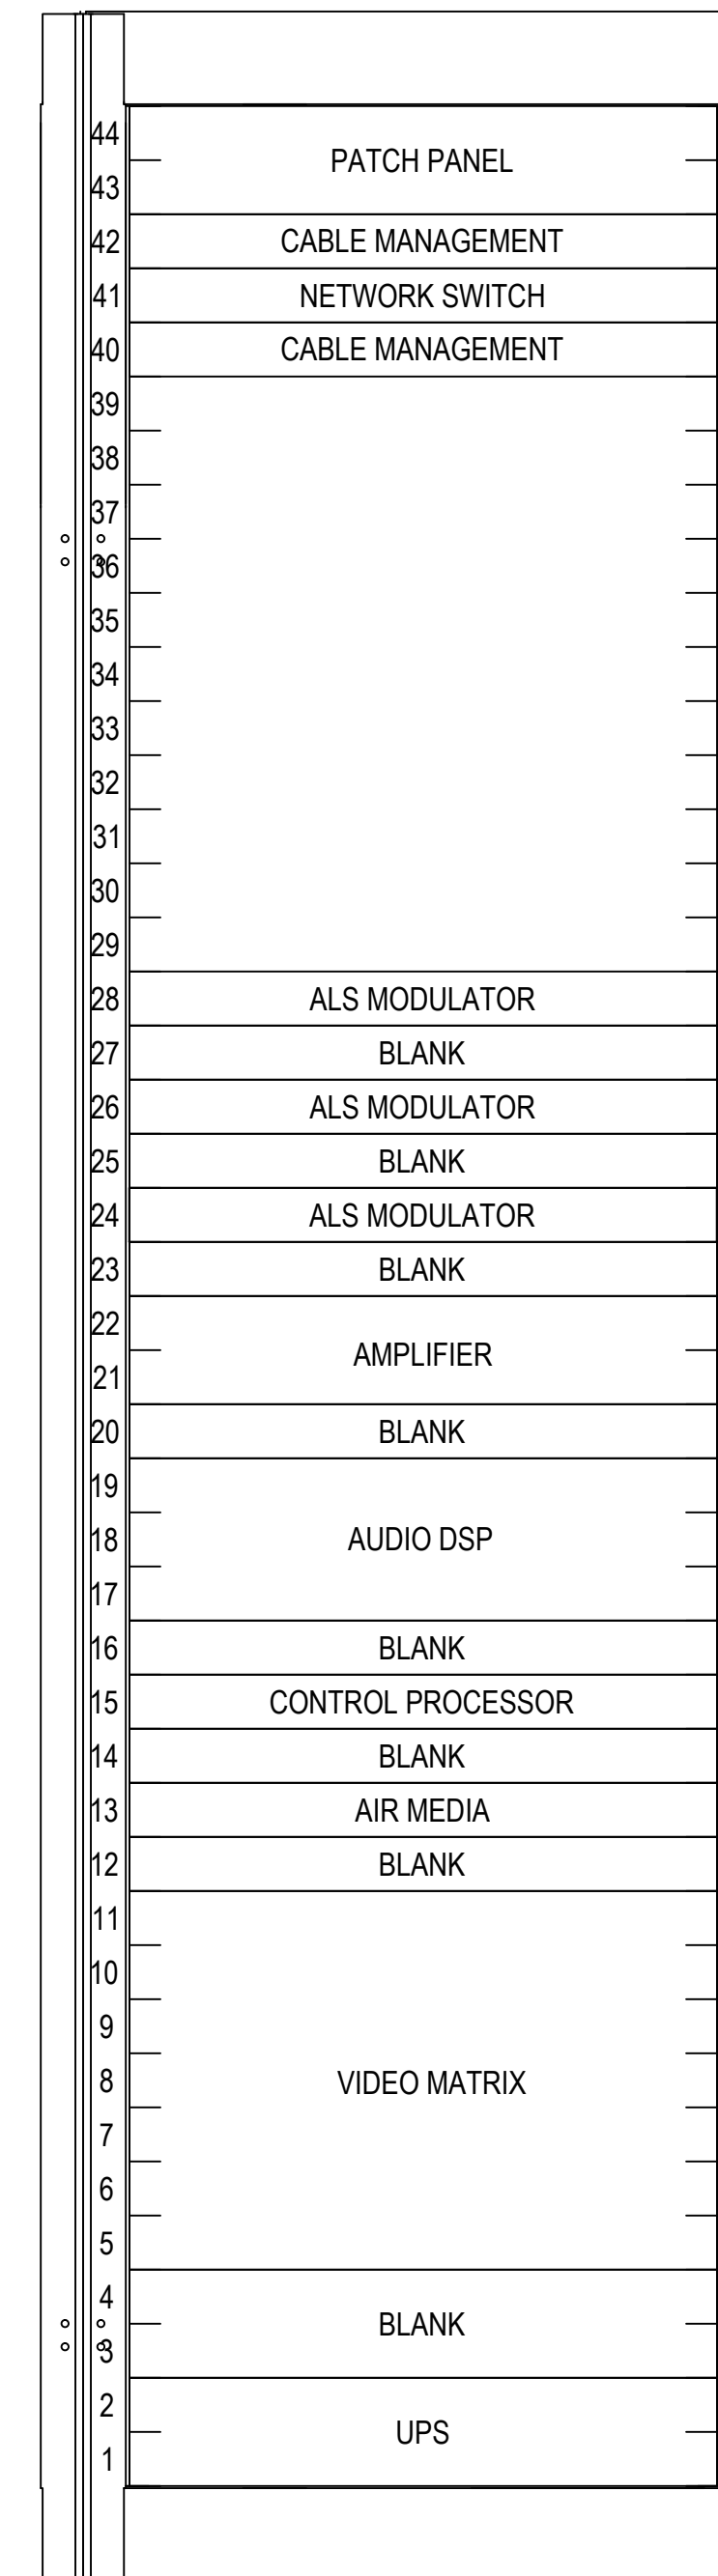 44
PATCH PANEL
43
42 CABLE MANAGEMENT
41 NETWORK SWITCH
40 CABLE MANAGEMENT
39
38
37
36
35
34
33
32
31
30
29
28 ALS MODULATOR
27 BLANK
26 ALS MODULATOR
25 BLANK
24 ALS MODULATOR
23 BLANK
22
AMPLIFIER
21
20 BLANK
19
18 AUDIO DSP
17
16 BLANK
15 CONTROL PROCESSOR
14 BLANK
13 AIR MEDIA
12 BLANK
11
10
9
8 VIDEO MATRIX
7
6
5
4
BLANK
3
2
UPS
1